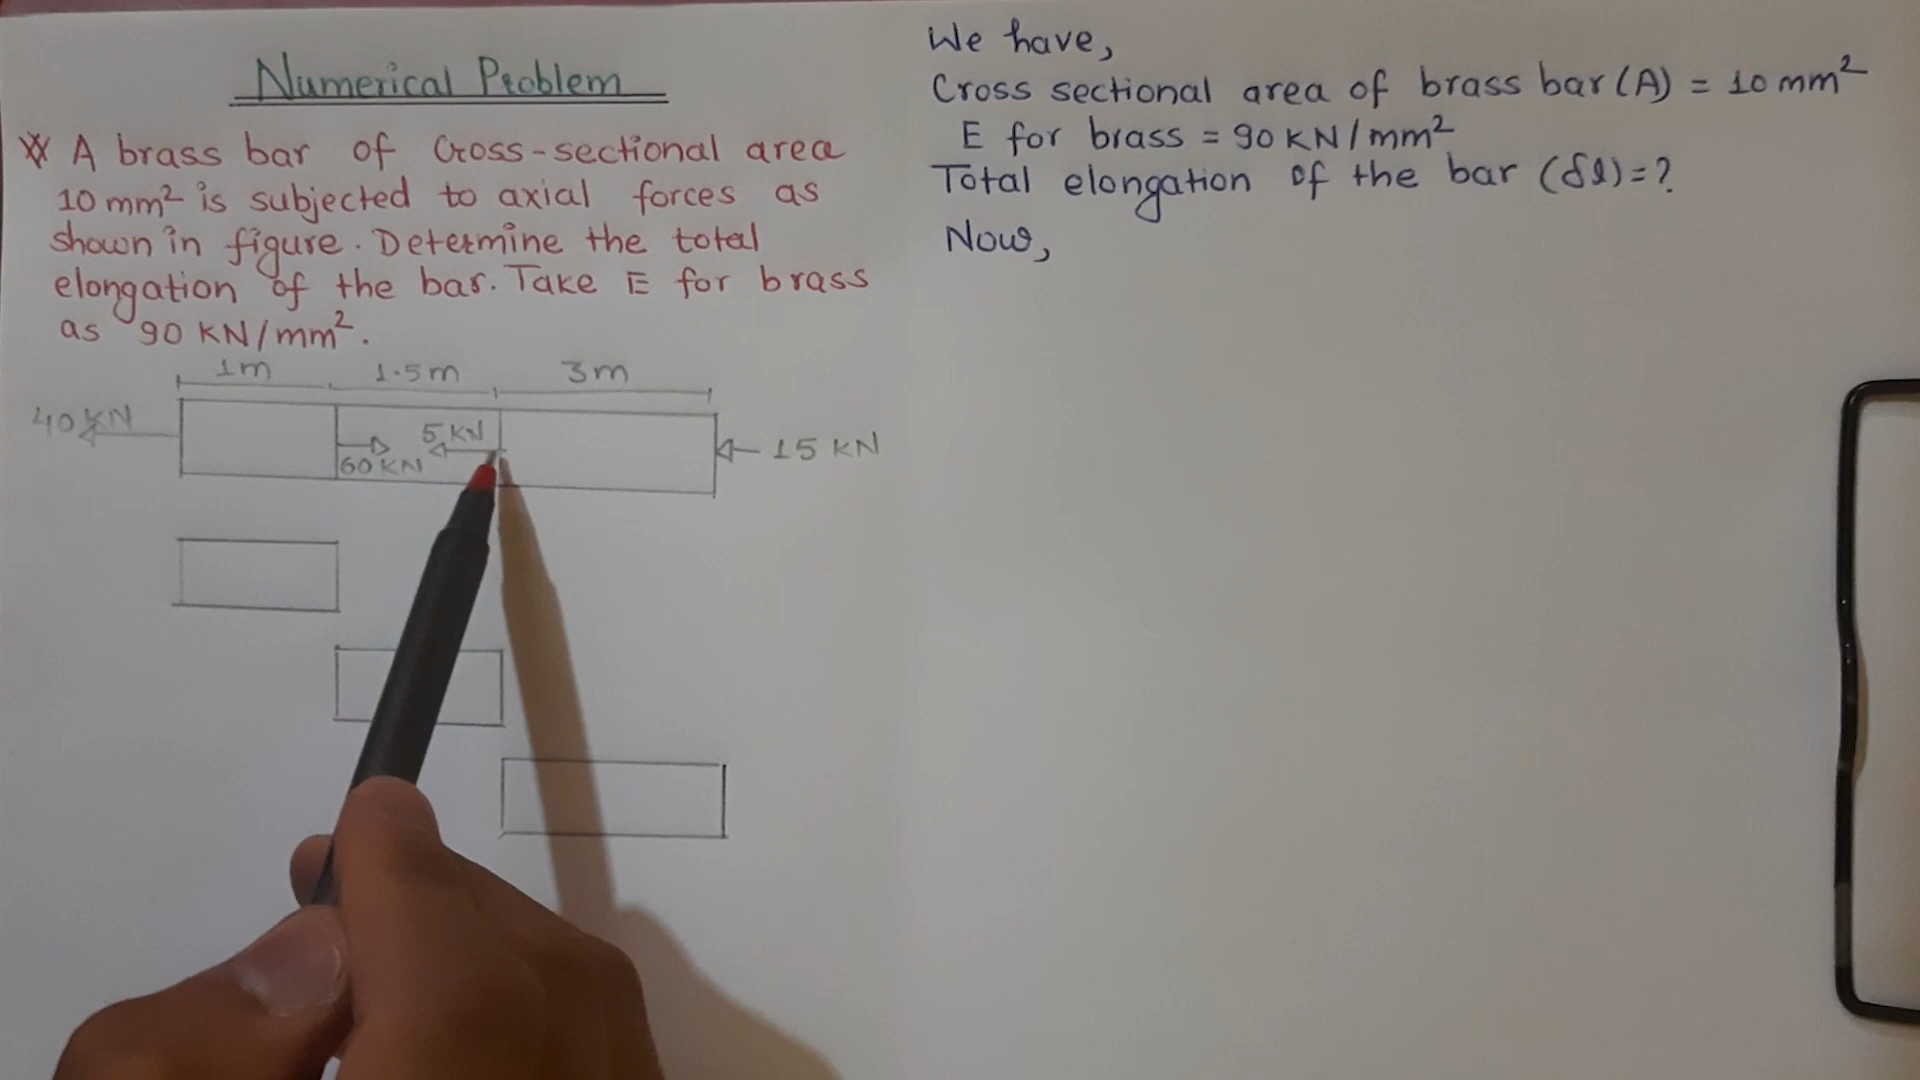 Numerical Problem
A brass bar of cross-sectional area
10 mm² is subjected to axial forces as
shown in figure. Determine the total
elongation of the bar. Take E for brass
as 90 KN/mm².
1m 1.5m 3m
40 KN 5 KN 15 KN
60 KN
We have,
Cross sectional area of brass bar (A) = 10 mm²
E for brass = 90 KN/mm²
Total elongation of the bar (δl) = ?
Now,